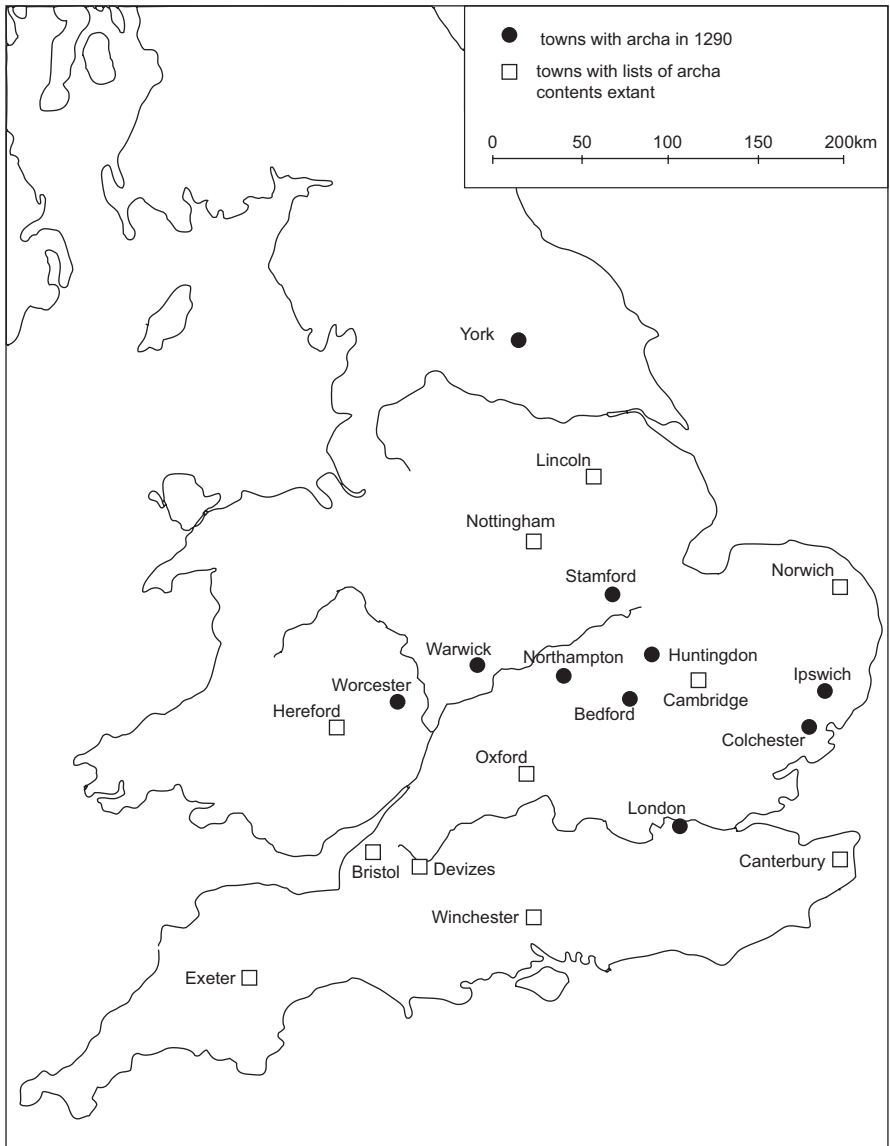 towns with archa in 1290
towns with lists of archa
contents extant
0 50 100 150 200km
York
Lincoln
Nottingham
Stamford
Norwich
Warwick
Northampton
Huntingdon
Ipswich
Worcester
Hereford
Bedford
Cambridge
Colchester
Oxford
London
Bristol
Devizes
Canterbury
Winchester
Exeter